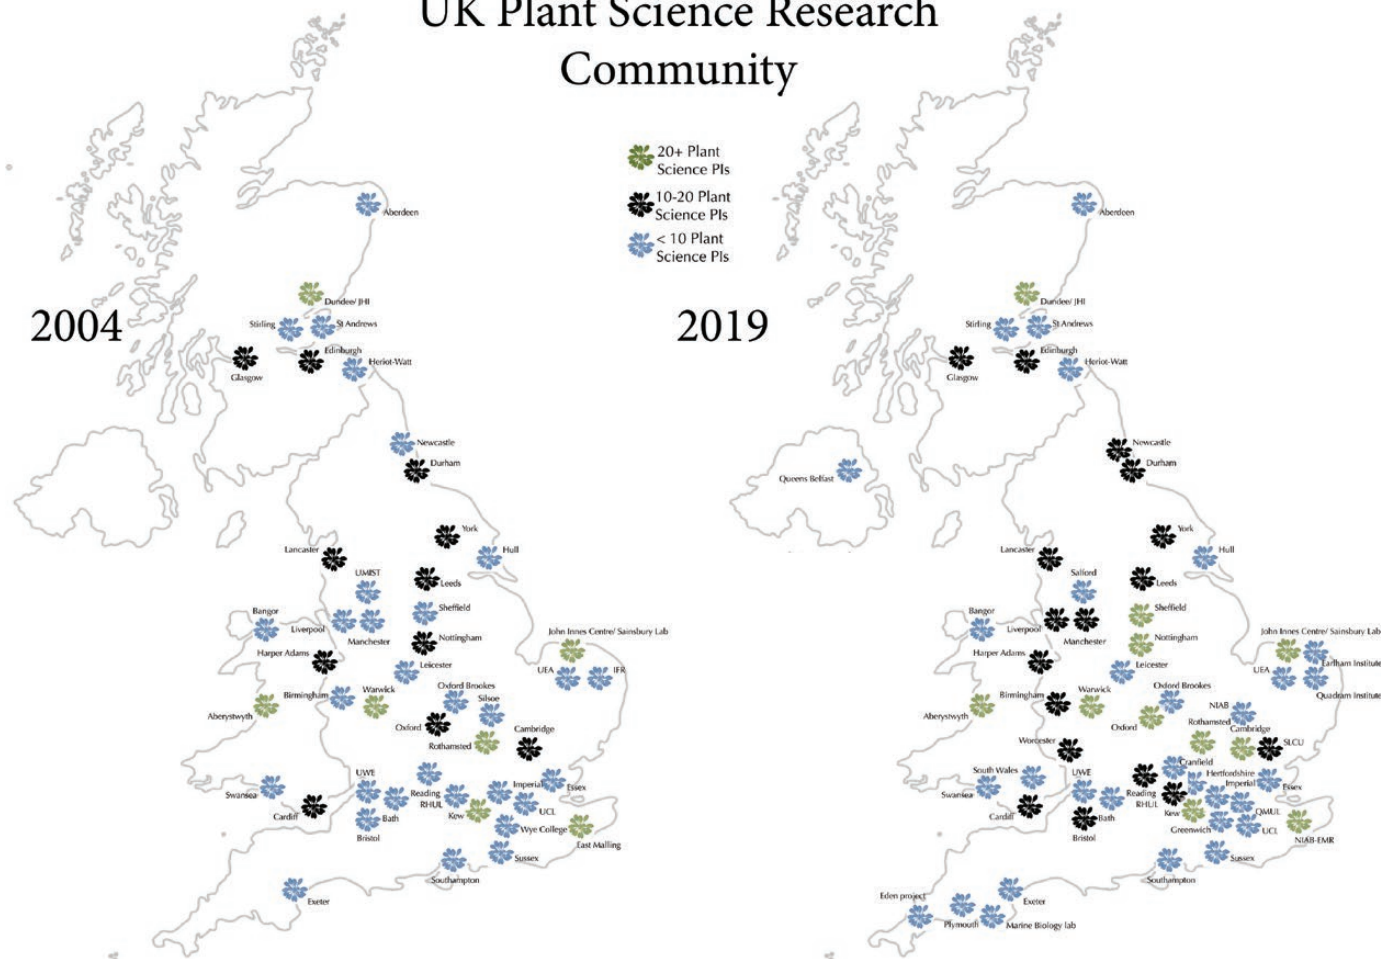 UK Plant Science Research
Community
20+ Plant
Science PIs
10-20 Plant
Science PIs
< 10 Plant
Science PIs
2004
Aberdeen
Dundee/ JHI
Stirling
St Andrews
Edinburgh
Heriot-Watt
Glasgow
Newcastle
Durham
York
Lancaster
Hull
UMIST
Leeds
Bangor
Sheffield
Liverpool
Manchester
Nottingham
John Innes Centre/ Sainsbury Lab
Harper Adams
Leicester
UEA
IFR
Birmingham
Warwick
Oxford Brookes
Silsoe
Aberystwyth
Oxford
Cambridge
Rothamsted
UWE
Swansea
Reading
Imperial
Essex
RHUL
Cardiff
Bath
Kew
UCL
Bristol
Wye College
East Malling
Sussex
Southampton
Exeter
2019
Aberdeen
Dundee/ JHI
Stirling
St Andrews
Edinburgh
Heriot-Watt
Glasgow
Newcastle
Durham
Queens Belfast
York
Lancaster
Hull
Salford
Leeds
Bangor
Sheffield
Liverpool
Manchester
Nottingham
John Innes Centre/ Sainsbury Lab
Harper Adams
Leicester
Earlham Institute
UEA
Quadram Institute
Birmingham
Warwick
Oxford Brookes
NIAB
Aberystwyth
Oxford
Rothamsted
Cambridge
Worcester
SLCU
Cranfield
South Wales
UWE
Hertfordshire
Swansea
Reading
Imperial
Essex
RHUL
Cardiff
Bath
Kew
QMUL
Bristol
Greenwich
UCL
NIAB-EMR
Sussex
Southampton
Eden project
Exeter
Plymouth
Marine Biology lab